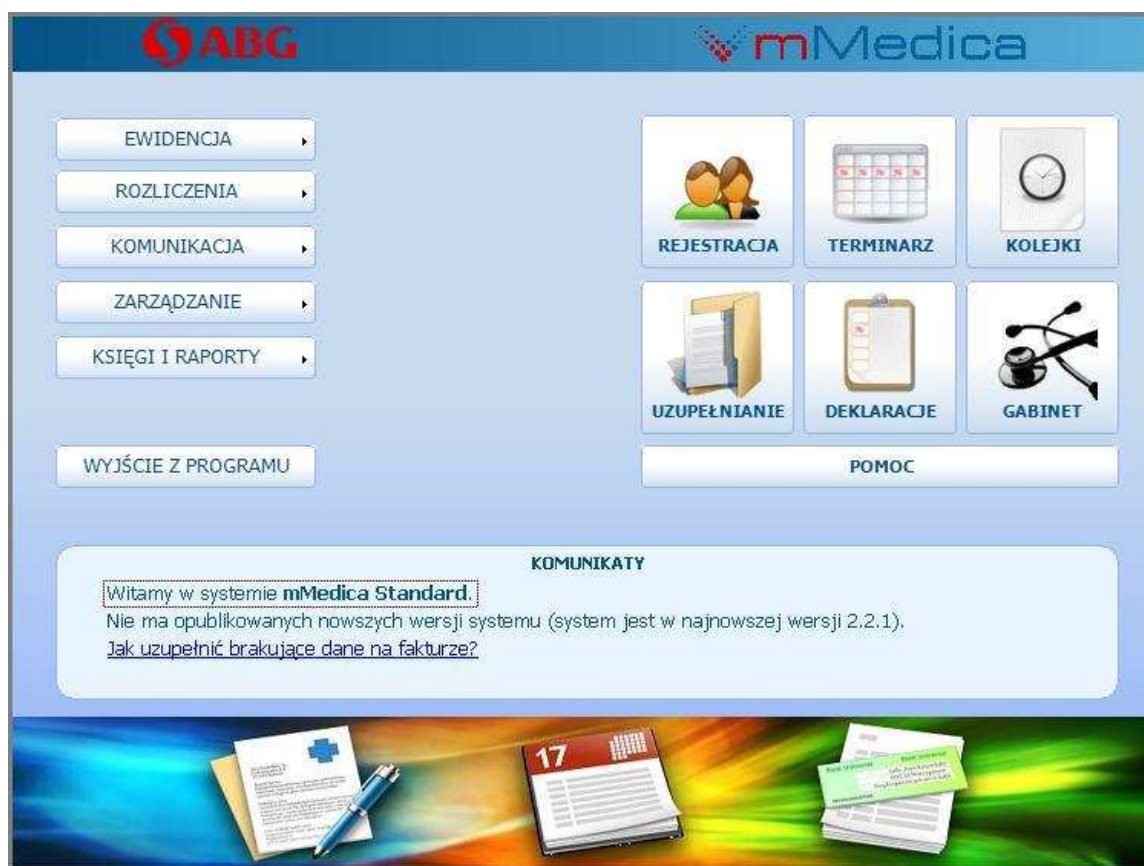 ABG
mMedica
EWIDENCJA
ROZLICZENIA
KOMUNIKACJA
ZARZĄDZANIE
KSIĘGI I RAPORTY
WYJŚCIE Z PROGRAMU
REJESTRACJA
TERMINARZ
KOLEJKI
UZUPEŁNIANIE
DEKLARACJE
GABINET
POMOC
KOMUNIKATY
Witamy w systemie mMedica Standard.
Nie ma opublikowanych nowszych wersji systemu (system jest w najnowszej wersji 2.2.1).
Jak uzupełnić brakujące dane na fakturze?
17